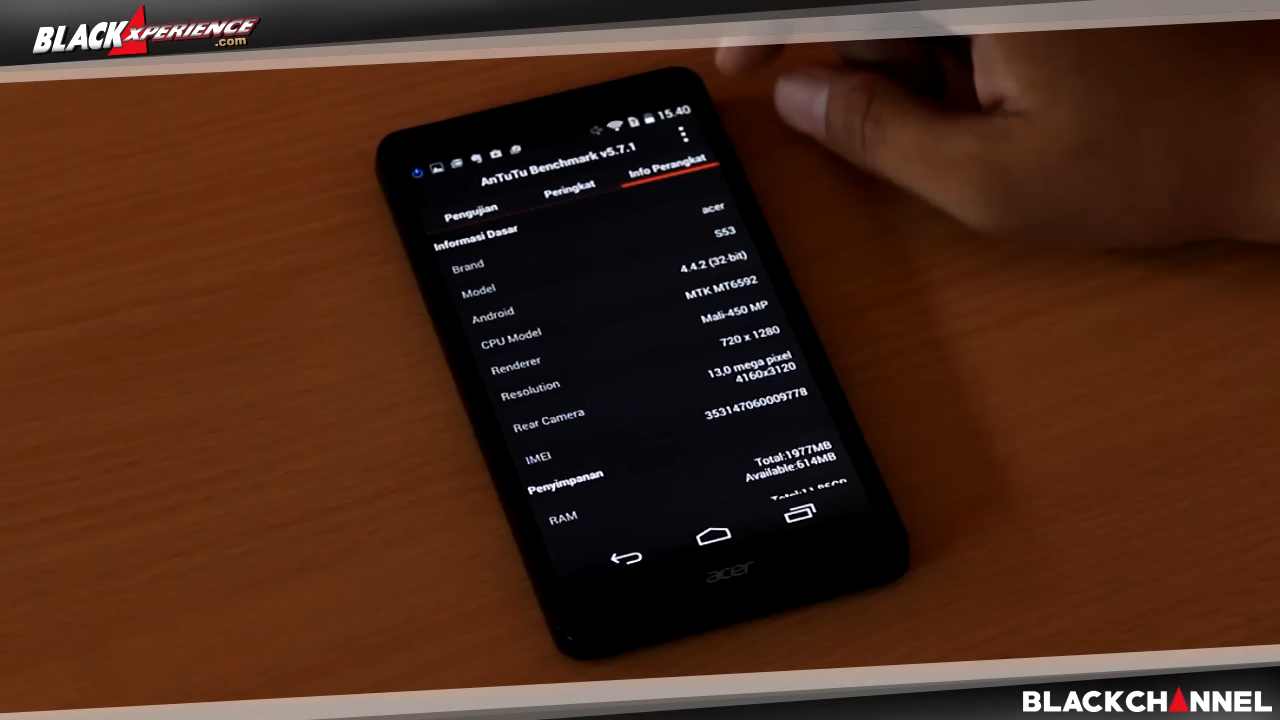 BLACKXPERIENCE
.com
15.40
AnTuTu Benchmark v5.7.1
Pengujian
Peringkat
Info Perangkat
Informasi Dasar
Brand
acer
Model
S53
Android
4.4.2 (32-bit)
CPU Model
MTK MT6592
Renderer
Mali-450 MP
Resolution
720 x 1280
Rear Camera
13,0 mega pixel
4160x3120
IMEI
353147060009778
Penyimpanan
RAM
Total:1977MB
Available:614MB
acer
BLACKCHANNEL